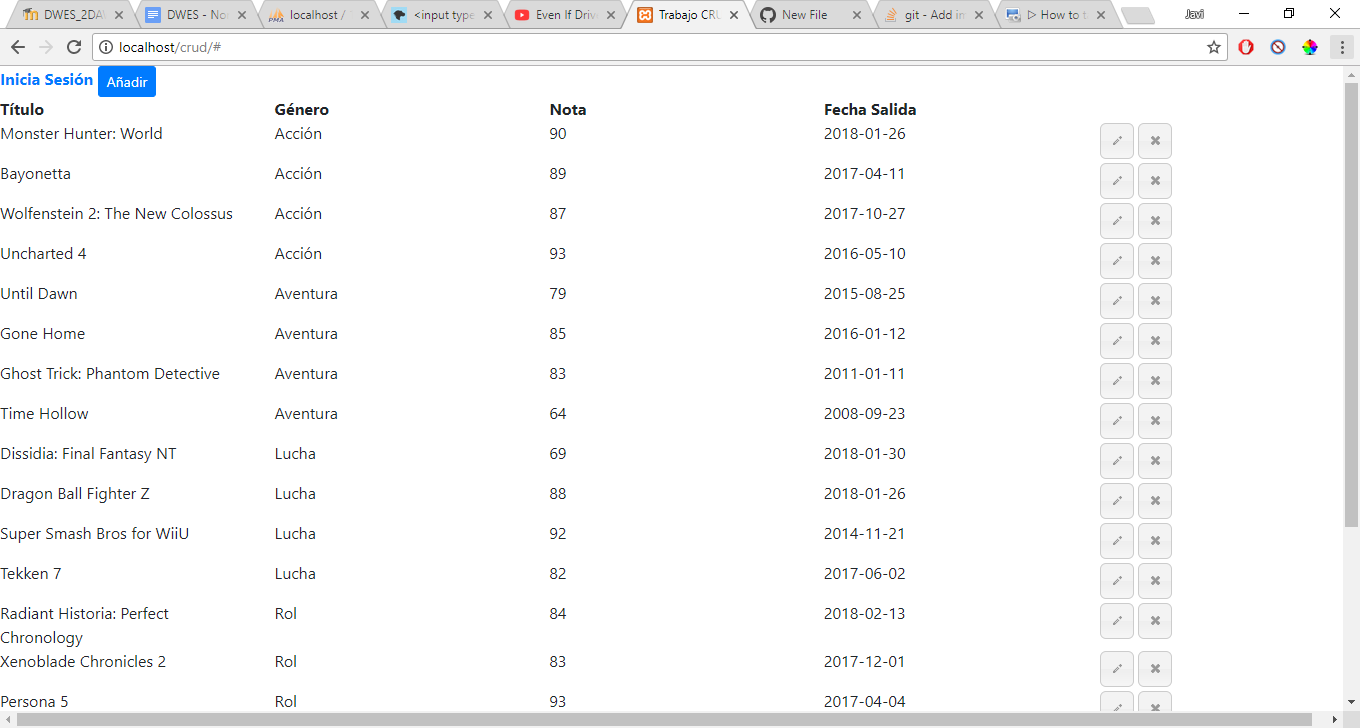 DWES_2DA
DWES - No
localhost / 1
<input type
Even If Driv
Trabajo CRU
New File
git - Add in
▷ How to t
Javi
localhost/crud/#
Inicia Sesión Añadir
Título Género Nota Fecha Salida
Monster Hunter: World Acción 90 2018-01-26
Bayonetta Acción 89 2017-04-11
Wolfenstein 2: The New Colossus Acción 87 2017-10-27
Uncharted 4 Acción 93 2016-05-10
Until Dawn Aventura 79 2015-08-25
Gone Home Aventura 85 2016-01-12
Ghost Trick: Phantom Detective Aventura 83 2011-01-11
Time Hollow Aventura 64 2008-09-23
Dissidia: Final Fantasy NT Lucha 69 2018-01-30
Dragon Ball Fighter Z Lucha 88 2018-01-26
Super Smash Bros for WiiU Lucha 92 2014-11-21
Tekken 7 Lucha 82 2017-06-02
Radiant Historia: Perfect Rol 84 2018-02-13
Chronology
Xenoblade Chronicles 2 Rol 83 2017-12-01
Persona 5 Rol 93 2017-04-04